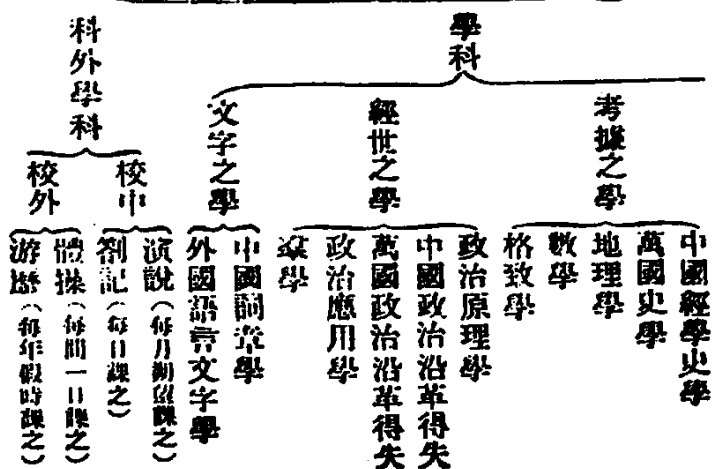 學科
考據之學
中國經學史學
萬國史學
地理學
數學
格致學
經世之學
政治原理學
中國政治沿革得失
萬國政治沿革得失
政治應用學
羣學
文字之學
中國詞章學
外國語言文字學
科外學科
校中
演說(每月朔望課之)
劄記(每日課之)
校外
體操(每間一日課之)
游歷(每年假時課之)